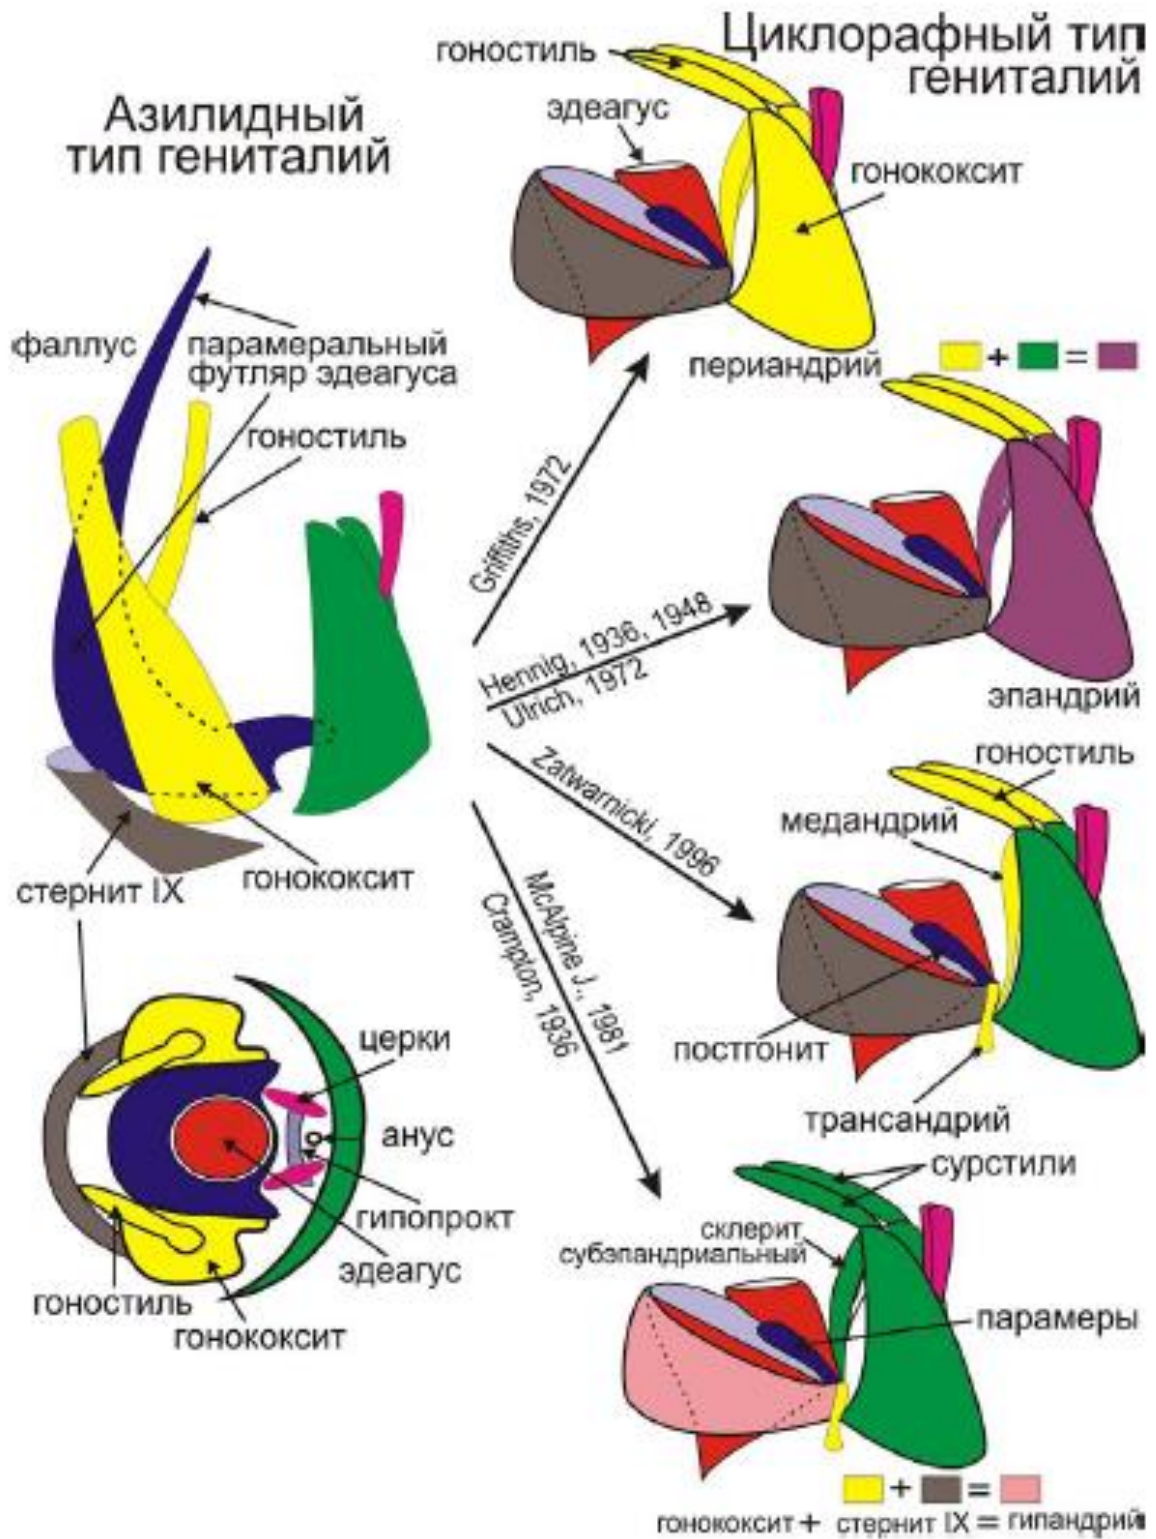 Азилидный
тип гениталий
Циклорафный тип
гениталий
гоностиль
эдеагус
гонококсит
периандрий
фаллус
парамеральный
футляр эдеагуса
гоностиль
стернит IX
гонококсит
Griffiths, 1972
Hennig, 1936, 1948
Ulrich, 1972
Zatwarnicki, 1996
McAlpine J., 1981
Crampton, 1936
+ =
эпандрий
гоностиль
медандрий
постгонит
трансандрий
церки
анус
гипопрокт
эдеагус
гоностиль
гонококсит
сурстили
склерит
субэпандриальный
парамеры
+ =
гонококсит + стернит IX = гипандрий